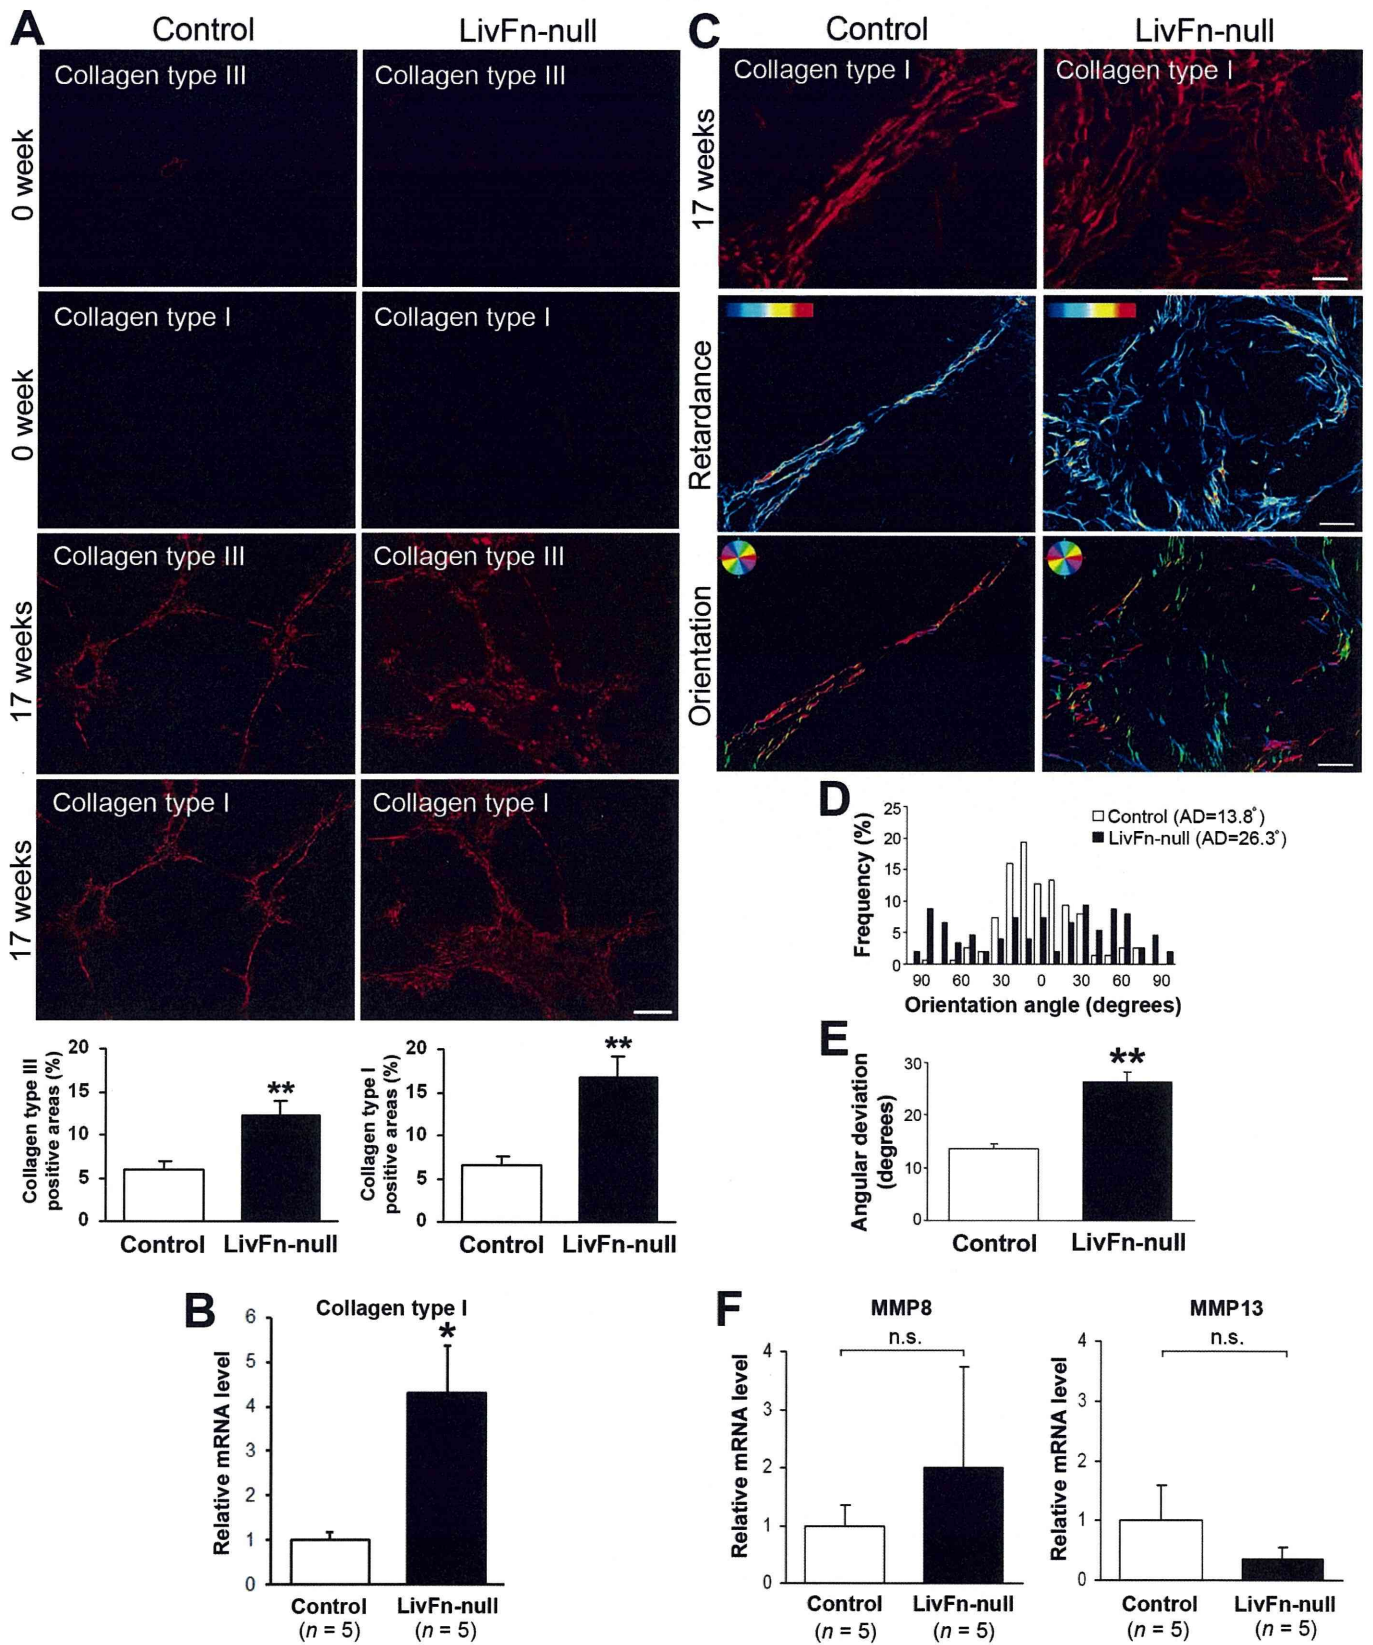 A
Control
LivFn-null
0 week
Collagen type III
Collagen type III
0 week
Collagen type I
Collagen type I
17 weeks
Collagen type III
Collagen type III
17 weeks
Collagen type I
Collagen type I
Collagen type III
positive areas (%)
20
15
10
5
0
**
Control
LivFn-null
Collagen type I
positive areas (%)
20
15
10
5
0
**
Control
LivFn-null
B
Collagen type I
Relative mRNA level
6
5
4
3
2
1
0
*
Control
(n = 5)
LivFn-null
(n = 5)
C
Control
LivFn-null
17 weeks
Collagen type I
Collagen type I
Retardance
Orientation
D
Frequency (%)
25
20
15
10
5
0
Control (AD=13.8°)
LivFn-null (AD=26.3°)
90 60 30 0 30 60 90
Orientation angle (degrees)
E
Angular deviation
(degrees)
30
20
10
0
**
Control
LivFn-null
F
MMP8
Relative mRNA level
4
3
2
1
0
n.s.
Control
(n = 5)
LivFn-null
(n = 5)
MMP13
Relative mRNA level
4
3
2
1
0
n.s.
Control
(n = 5)
LivFn-null
(n = 5)